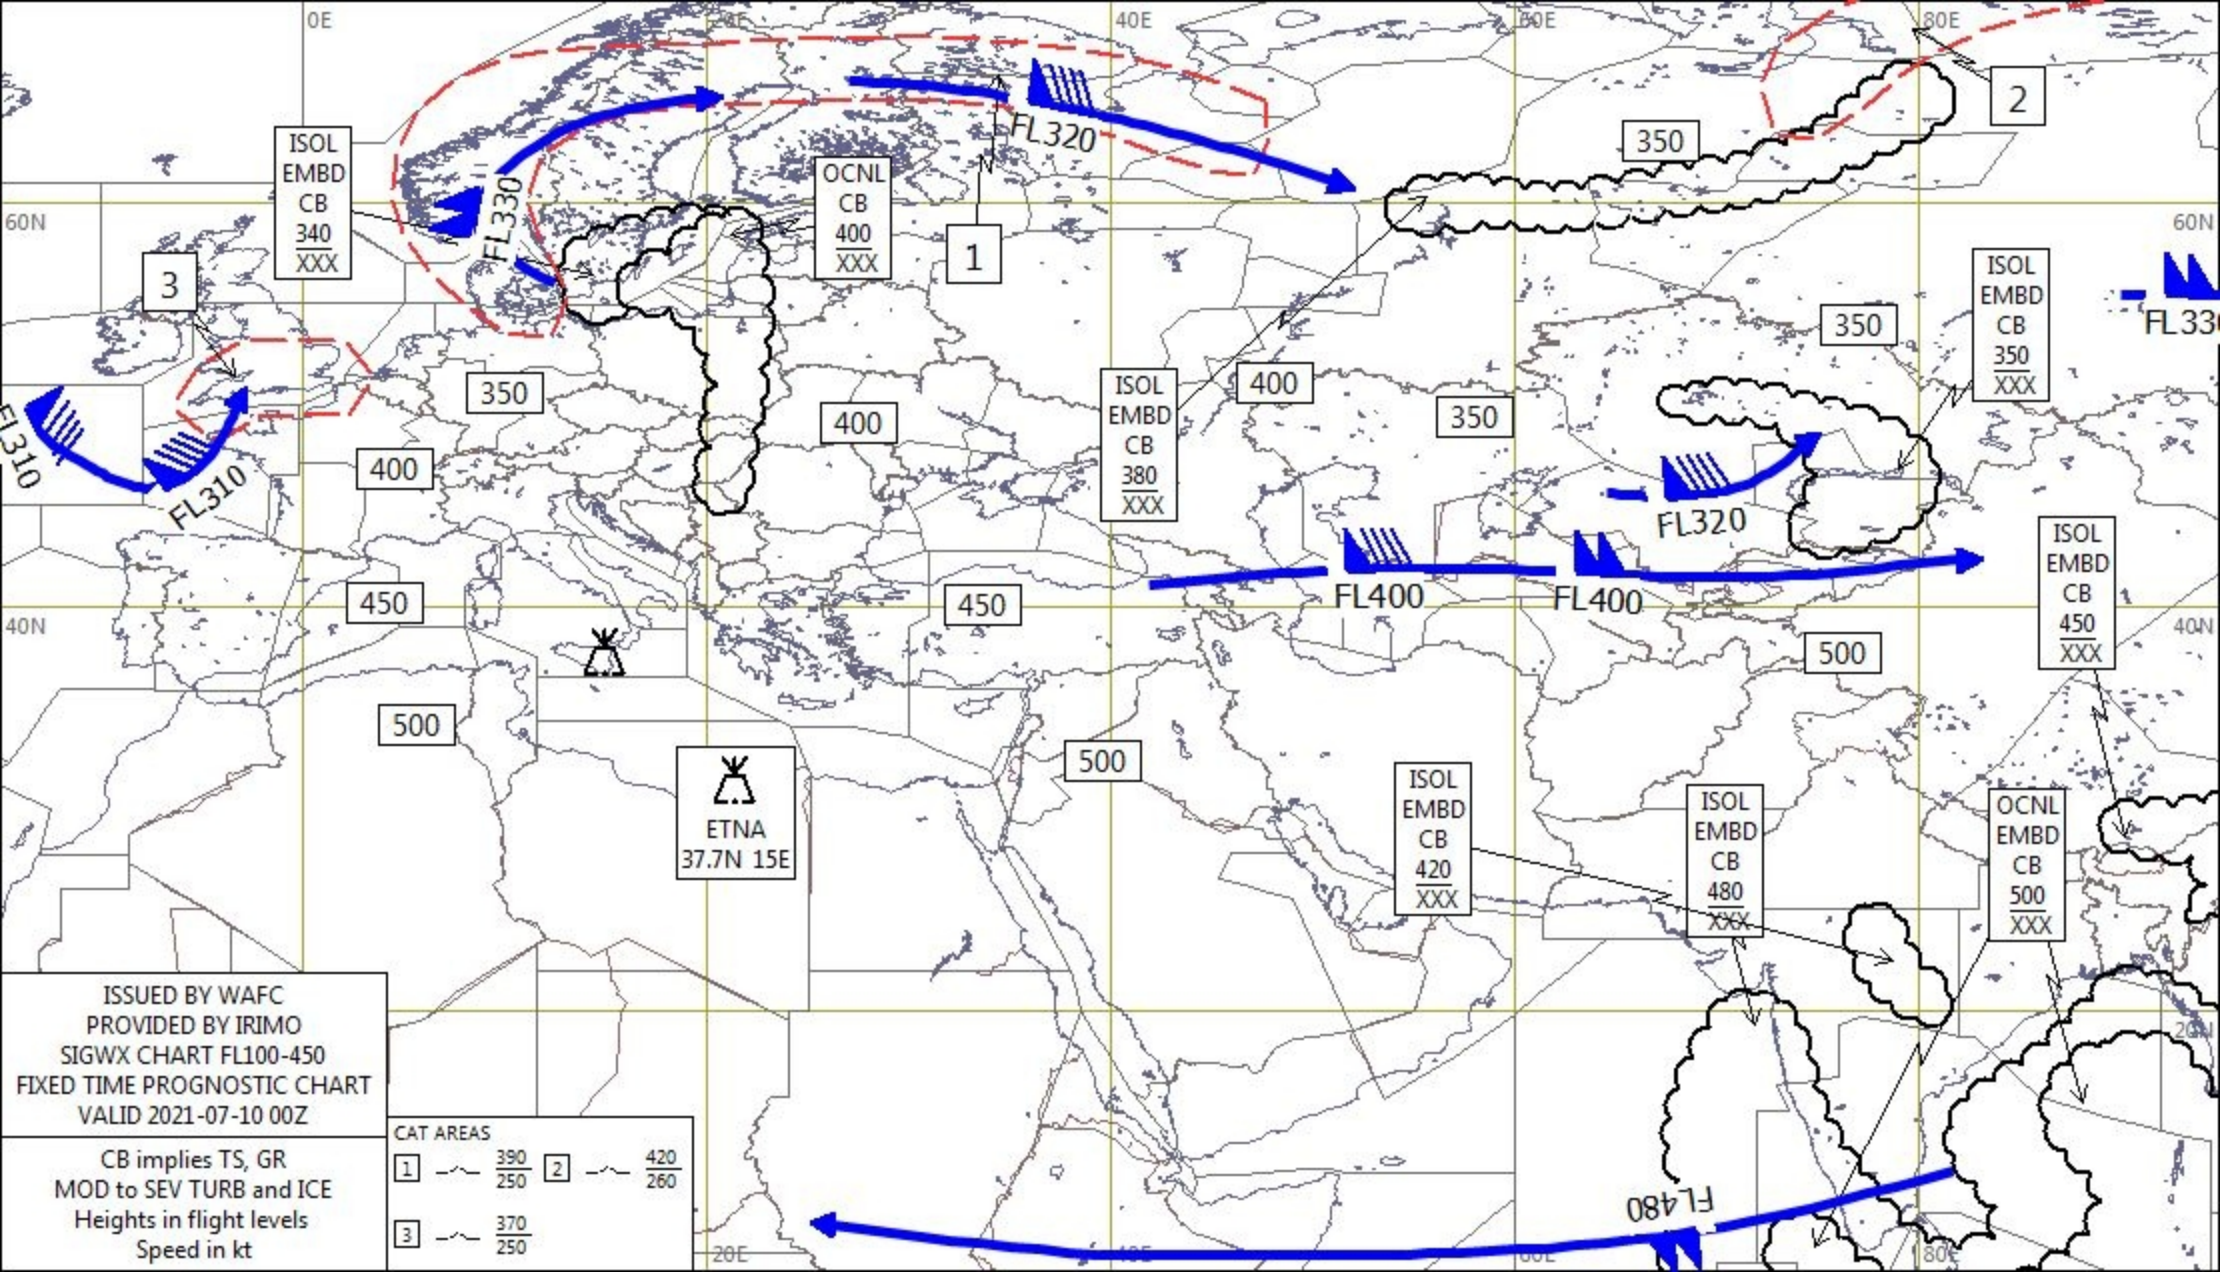 0E
20E
40E
60E
80E
2
ISOL
EMBD
CB
340
XXX
FL320
350
OCNL
CB
400
XXX
FL330
60N
60N
1
3
ISOL
EMBD
CB
350
XXX
350
FL330
350
ISOL
EMBD
CB
380
XXX
400
350
400
FL310
400
FL310
FL320
ISOL
EMBD
CB
450
XXX
450
450
FL400
FL400
40N
40N
500
500
500
ETNA
37.7N 15E
ISOL
EMBD
CB
420
XXX
ISOL
EMBD
CB
480
XXX
OCNL
EMBD
CB
500
XXX
20N
ISSUED BY WAFC
PROVIDED BY IRIMO
SIGWX CHART FL100-450
FIXED TIME PROGNOSTIC CHART
VALID 2021-07-10 00Z
CB implies TS, GR
MOD to SEV TURB and ICE
Heights in flight levels
Speed in kt
CAT AREAS
1
390
250
2
420
260
3
370
250
FL480
20E
40E
60E
80E